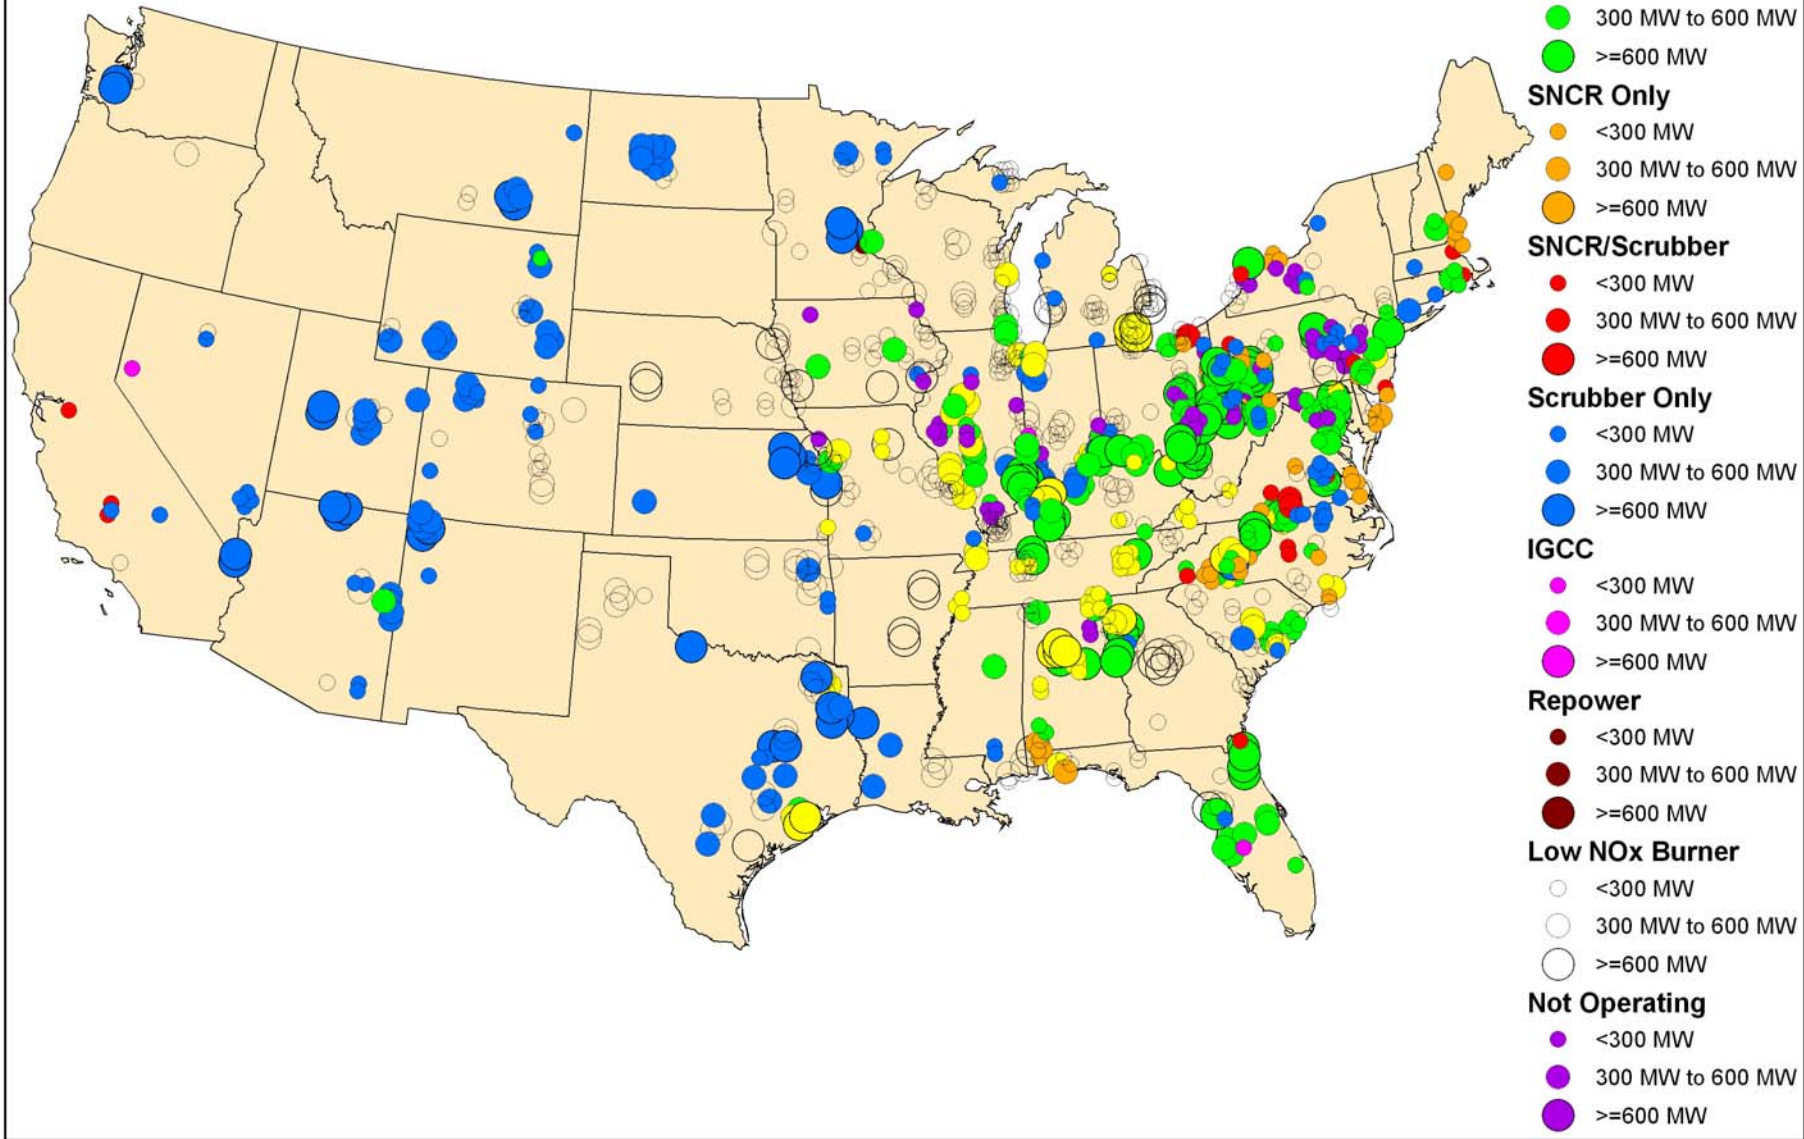 300 MW to 600 MW
>=600 MW
SNCR Only
<300 MW
300 MW to 600 MW
>=600 MW
SNCR/Scrubber
<300 MW
300 MW to 600 MW
>=600 MW
Scrubber Only
<300 MW
300 MW to 600 MW
>=600 MW
IGCC
<300 MW
300 MW to 600 MW
>=600 MW
Repower
<300 MW
300 MW to 600 MW
>=600 MW
Low NOx Burner
<300 MW
300 MW to 600 MW
>=600 MW
Not Operating
<300 MW
300 MW to 600 MW
>=600 MW